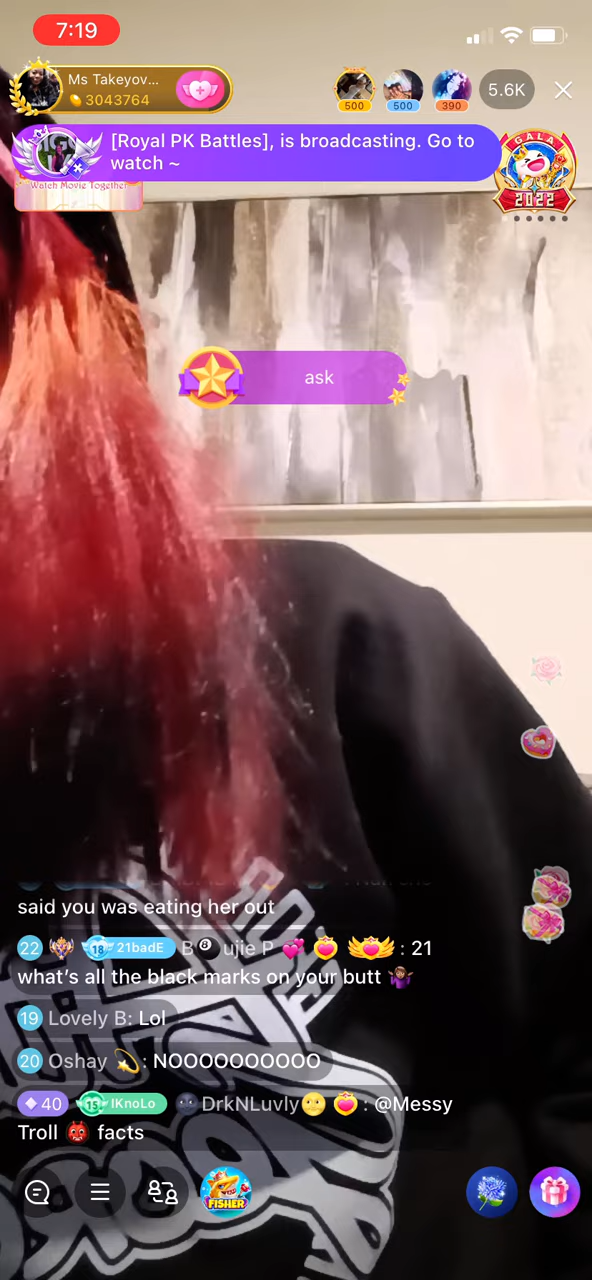 7:19
Ms Takeyov...
3043764
500
500
390
5.6K
[Royal PK Battles], is broadcasting. Go to
watch ~
Watch Movie Together
GALA
2022
ask
said you was eating her out
22 18 21badE B🎱ujie P 💞 : 21
what's all the black marks on your butt 🤷🏽‍♀️
19 Lovely B: Lol
20 Oshay 💫: NOOOOOOOOOO
40 15 IKnoLo 🌚DrkNLuvly🌝 : @Messy
Troll 👹 facts
FISHER